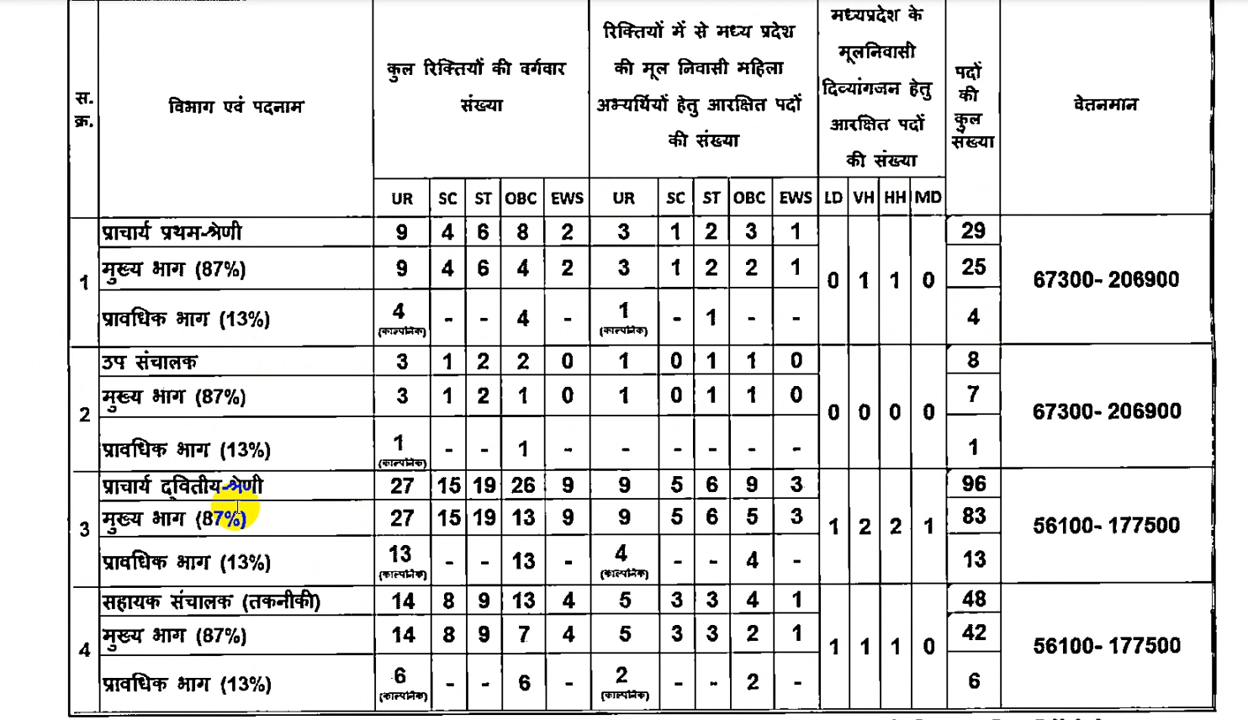 स. क्र. | विभाग एवं पदनाम | कुल रिक्तियों की वर्गवार संख्या | रिक्तियों में से मध्य प्रदेश की मूल निवासी महिला अभ्यर्थियों हेतु आरक्षित पदों की संख्या | मध्यप्रदेश के मूलनिवासी दिव्यांगजन हेतु आरक्षित पदों की संख्या | पदों की कुल संख्या | वेतनमान
UR SC ST OBC EWS UR SC ST OBC EWS LD VH HH MD
1 प्राचार्य प्रथम-श्रेणी 9 4 6 8 2 3 1 2 3 1 29
मुख्य भाग (87%) 9 4 6 4 2 3 1 2 2 1 0 1 1 0 25 67300- 206900
प्रावधिक भाग (13%) 4 (काल्पनिक) - - 4 - 1 (काल्पनिक) - 1 - - 4
2 उप संचालक 3 1 2 2 0 1 0 1 1 0 8
मुख्य भाग (87%) 3 1 2 1 0 1 0 1 1 0 0 0 0 0 7 67300- 206900
प्रावधिक भाग (13%) 1 (काल्पनिक) - - 1 - - - - - - 1
3 प्राचार्य द्वितीय-श्रेणी 27 15 19 26 9 9 5 6 9 3 96
मुख्य भाग (87%) 27 15 19 13 9 9 5 6 5 3 1 2 2 1 83 56100- 177500
प्रावधिक भाग (13%) 13 (काल्पनिक) - - 13 - 4 (काल्पनिक) - - 4 - 13
4 सहायक संचालक (तकनीकी) 14 8 9 13 4 5 3 3 4 1 48
मुख्य भाग (87%) 14 8 9 7 4 5 3 3 2 1 1 1 1 0 42 56100- 177500
प्रावधिक भाग (13%) 6 (काल्पनिक) - - 6 - 2 (काल्पनिक) - - 2 - 6